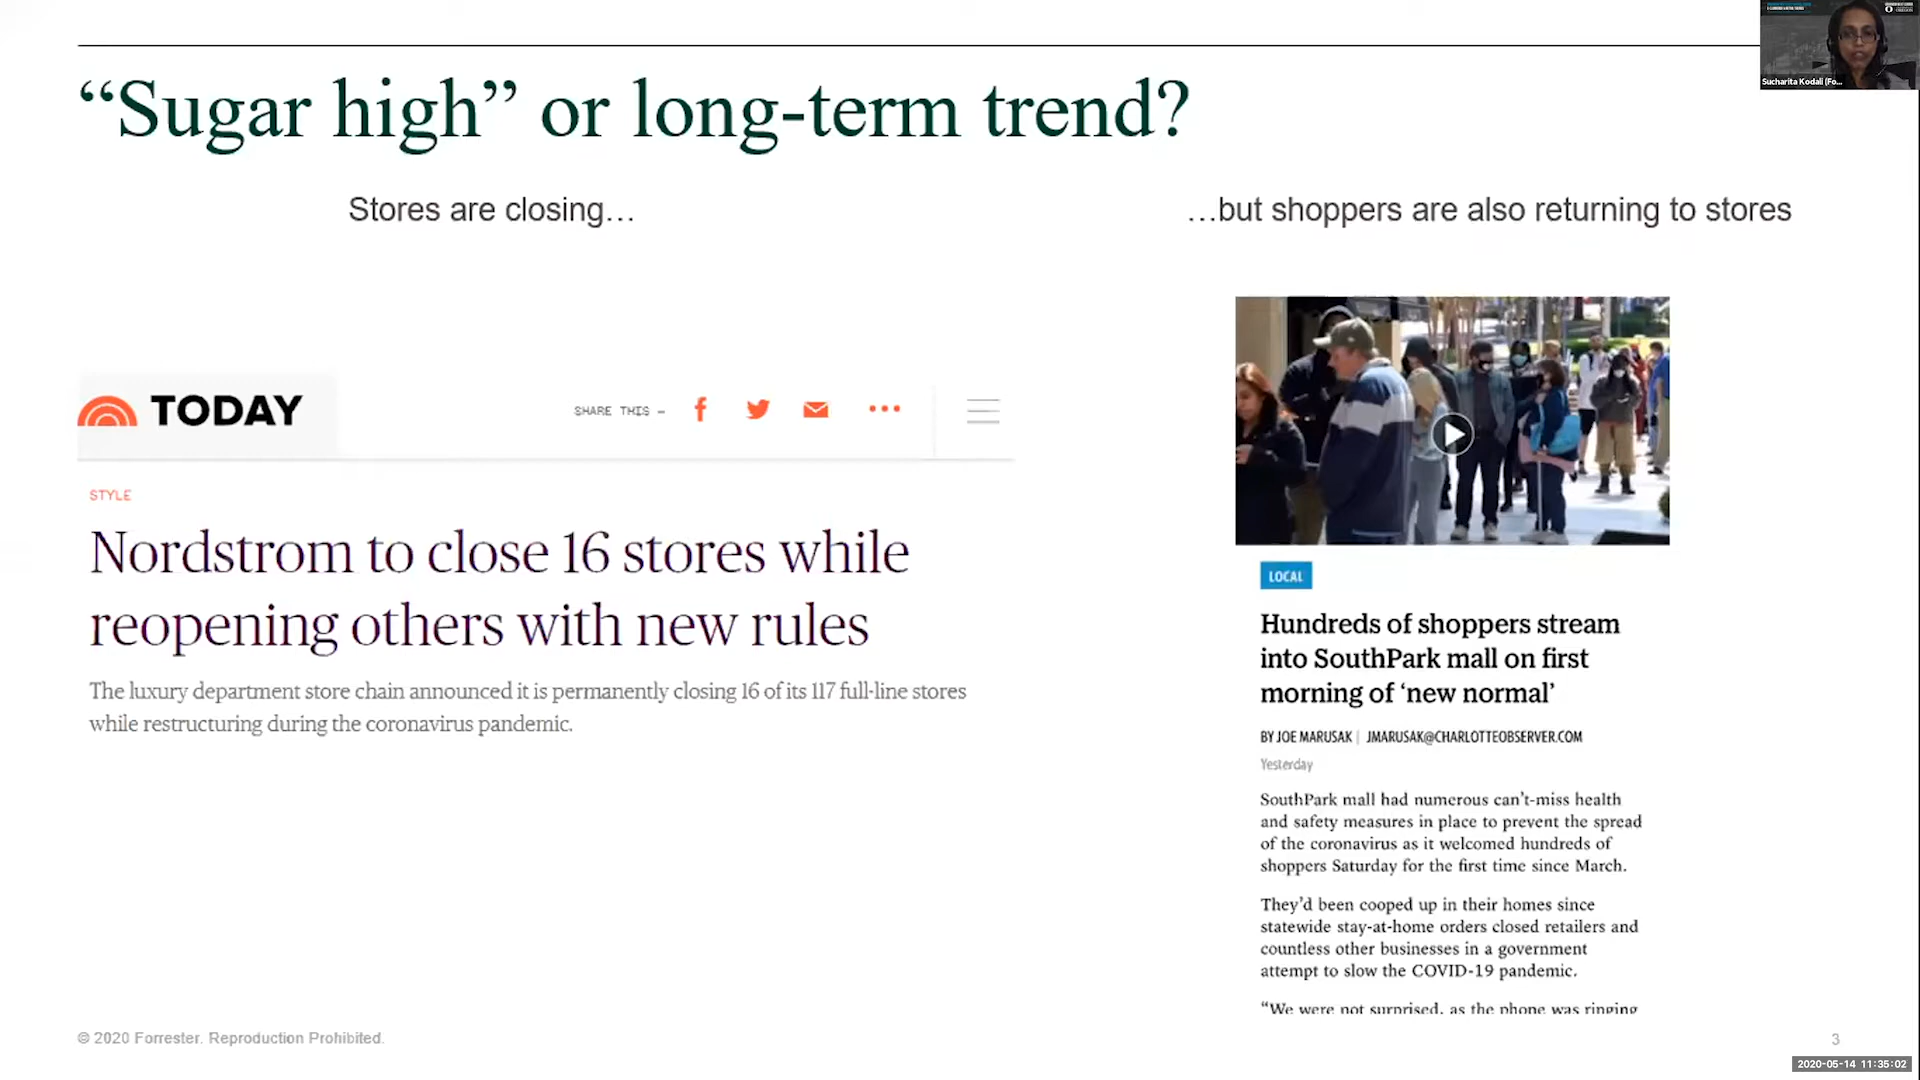 “Sugar high” or long-term trend?
Stores are closing…
…but shoppers are also returning to stores
TODAY
SHARE THIS –
STYLE
Nordstrom to close 16 stores while
reopening others with new rules
The luxury department store chain announced it is permanently closing 16 of its 117 full-line stores
while restructuring during the coronavirus pandemic.
LOCAL
Hundreds of shoppers stream
into SouthPark mall on first
morning of ‘new normal’
BY JOE MARUSAK | JMARUSAK@CHARLOTTEOBSERVER.COM
Yesterday
SouthPark mall had numerous can’t-miss health
and safety measures in place to prevent the spread
of the coronavirus as it welcomed hundreds of
shoppers Saturday for the first time since March.
They’d been cooped up in their homes since
statewide stay-at-home orders closed retailers and
countless other businesses in a government
attempt to slow the COVID-19 pandemic.
“We were not surprised, as the phone was ringing
© 2020 Forrester. Reproduction Prohibited.
3
Sucharita Kodali (Fo...
2020-05-14 11:35:02